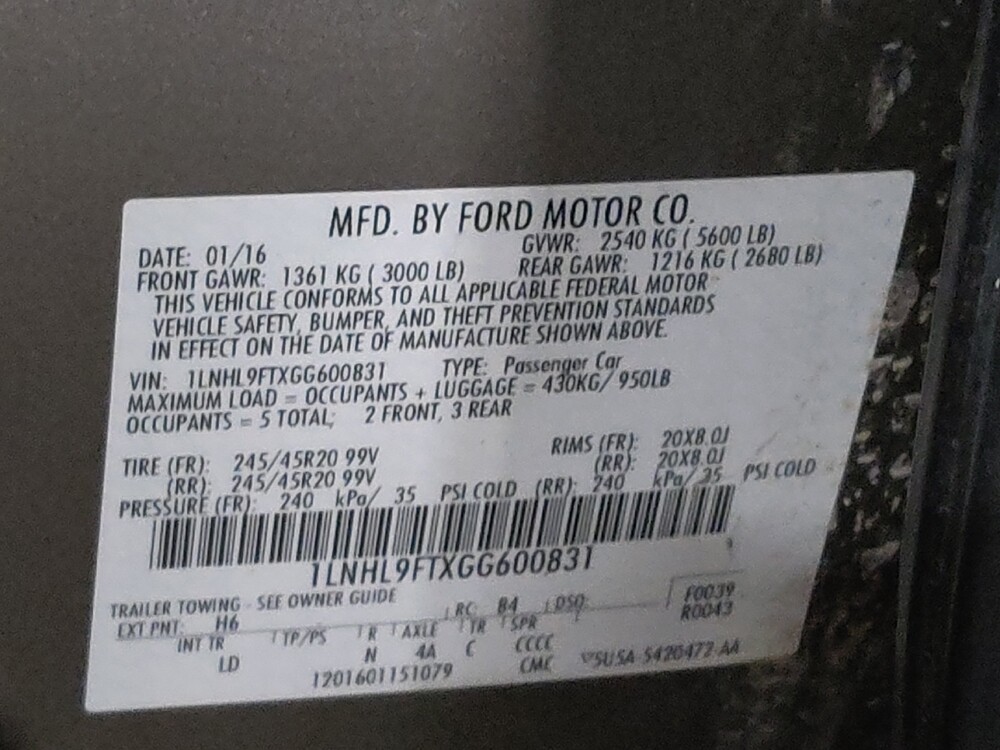 MFD. BY FORD MOTOR CO.
DATE: 01/16 GVWR: 2540 KG ( 5600 LB)
FRONT GAWR: 1361 KG ( 3000 LB) REAR GAWR: 1216 KG ( 2680 LB)
THIS VEHICLE CONFORMS TO ALL APPLICABLE FEDERAL MOTOR
VEHICLE SAFETY, BUMPER, AND THEFT PREVENTION STANDARDS
IN EFFECT ON THE DATE OF MANUFACTURE SHOWN ABOVE.
VIN: 1LNHL9FTXGG600831 TYPE: Passenger Car
MAXIMUM LOAD = OCCUPANTS + LUGGAGE = 430KG/ 950LB
OCCUPANTS = 5 TOTAL; 2 FRONT, 3 REAR
TIRE (FR): 245/45R20 99V RIMS (FR): 20X8.0J
(RR): 245/45R20 99V (RR): 20X8.0J
PRESSURE (FR): 240 kPa/ 35 PSI COLD (RR): 240 kPa/ 35 PSI COLD
1LNHL9FTXGG600831
TRAILER TOWING - SEE OWNER GUIDE F0039
EXT PNT: H6 RC: 84 DSO: R0043
INT TR TP/PS R AXLE TR SPR
LD N 4A C CCCC
1201601151079 CMC 5U5A-5420472-AA